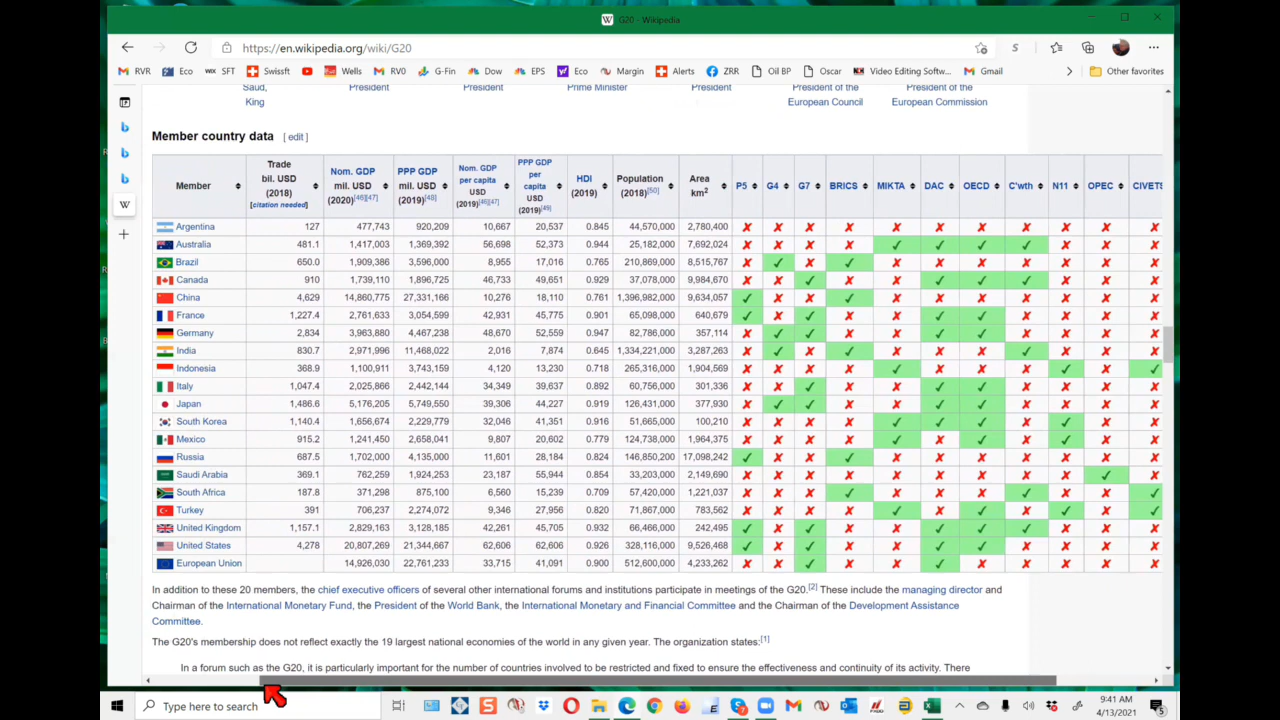 G20 - Wikipedia
https://en.wikipedia.org/wiki/G20
RVR Eco SFT Swissft Wells RV0 G-Fin Dow EPS Eco Margin Alerts ZRR Oil BP Oscar Video Editing Softw... Gmail Other favorites
Saud, President President Prime Minister President President of the President of the
King European Council European Commission
Member country data [ edit ]
Member Trade bil. USD (2018) [citation needed] Nom. GDP mil. USD (2020)[46][47] PPP GDP mil. USD (2019)[48] Nom. GDP per capita USD (2019)[46][47] PPP GDP per capita USD (2019)[49] HDI (2019) Population (2018)[50] Area km² P5 G4 G7 BRICS MIKTA DAC OECD C'wth N11 OPEC CIVETS
Argentina 127 477,743 920,209 10,667 20,537 0.845 44,570,000 2,780,400 ✗ ✗ ✗ ✗ ✗ ✗ ✗ ✗ ✗ ✗ ✗
Australia 481.1 1,417,003 1,369,392 56,698 52,373 0.944 25,182,000 7,692,024 ✗ ✗ ✗ ✗ ✓ ✓ ✓ ✓ ✗ ✗ ✗
Brazil 650.0 1,909,386 3,596,000 8,955 17,016 0.765 210,869,000 8,515,767 ✗ ✓ ✗ ✓ ✗ ✗ ✗ ✗ ✗ ✗ ✗
Canada 910 1,739,110 1,896,725 46,733 49,651 0.929 37,078,000 9,984,670 ✗ ✗ ✓ ✗ ✗ ✓ ✓ ✓ ✗ ✗ ✗
China 4,629 14,860,775 27,331,166 10,276 18,110 0.761 1,396,982,000 9,634,057 ✓ ✗ ✗ ✓ ✗ ✗ ✗ ✗ ✗ ✗ ✗
France 1,227.4 2,761,633 3,054,599 42,931 45,775 0.901 65,098,000 640,679 ✓ ✗ ✓ ✗ ✗ ✓ ✓ ✗ ✗ ✗ ✗
Germany 2,834 3,963,880 4,467,238 48,670 52,559 0.947 82,786,000 357,114 ✗ ✓ ✓ ✗ ✗ ✓ ✓ ✗ ✗ ✗ ✗
India 830.7 2,971,996 11,468,022 2,016 7,874 0.645 1,334,221,000 3,287,263 ✗ ✓ ✗ ✓ ✗ ✗ ✗ ✓ ✗ ✗ ✗
Indonesia 368.9 1,100,911 3,743,159 4,120 13,230 0.718 265,316,000 1,904,569 ✗ ✗ ✗ ✗ ✓ ✗ ✗ ✗ ✓ ✗ ✓
Italy 1,047.4 2,025,866 2,442,144 34,349 39,637 0.892 60,756,000 301,336 ✗ ✗ ✓ ✗ ✗ ✓ ✓ ✗ ✗ ✗ ✗
Japan 1,486.6 5,176,205 5,749,550 39,306 44,227 0.919 126,431,000 377,930 ✗ ✓ ✓ ✗ ✗ ✓ ✓ ✗ ✗ ✗ ✗
South Korea 1,140.4 1,656,674 2,229,779 32,046 41,351 0.916 51,665,000 100,210 ✗ ✗ ✗ ✗ ✓ ✓ ✓ ✗ ✓ ✗ ✗
Mexico 915.2 1,241,450 2,658,041 9,807 20,602 0.779 124,738,000 1,964,375 ✗ ✗ ✗ ✗ ✓ ✗ ✓ ✗ ✓ ✗ ✗
Russia 687.5 1,702,000 4,135,000 11,601 28,184 0.824 146,850,200 17,098,242 ✓ ✗ ✗ ✓ ✗ ✗ ✗ ✗ ✗ ✗ ✗
Saudi Arabia 369.1 762,259 1,924,253 23,187 55,944 0.854 33,203,000 2,149,690 ✗ ✗ ✗ ✗ ✗ ✗ ✗ ✗ ✗ ✓ ✗
South Africa 187.8 371,298 875,100 6,560 15,239 0.709 57,420,000 1,221,037 ✗ ✗ ✗ ✓ ✗ ✗ ✗ ✓ ✗ ✗ ✓
Turkey 391 706,237 2,274,072 9,346 27,956 0.820 71,867,000 783,562 ✗ ✗ ✗ ✗ ✓ ✗ ✓ ✗ ✓ ✗ ✓
United Kingdom 1,157.1 2,829,163 3,128,185 42,261 45,705 0.932 66,466,000 242,495 ✓ ✗ ✓ ✗ ✗ ✓ ✓ ✓ ✗ ✗ ✗
United States 4,278 20,807,269 21,344,667 62,606 62,606 0.926 328,116,000 9,526,468 ✓ ✗ ✓ ✗ ✗ ✓ ✓ ✗ ✗ ✗ ✗
European Union 14,926,030 22,761,233 33,715 41,091 0.900 512,600,000 4,233,262 ✗ ✗ ✓ ✗ ✗ ✓ ✗ ✗ ✗ ✗ ✗
In addition to these 20 members, the chief executive officers of several other international forums and institutions participate in meetings of the G20.[2] These include the managing director and
Chairman of the International Monetary Fund, the President of the World Bank, the International Monetary and Financial Committee and the Chairman of the Development Assistance
Committee.
The G20's membership does not reflect exactly the 19 largest national economies of the world in any given year. The organization states:[1]
In a forum such as the G20, it is particularly important for the number of countries involved to be restricted and fixed to ensure the effectiveness and continuity of its activity. There
Type here to search
9:41 AM
4/13/2021